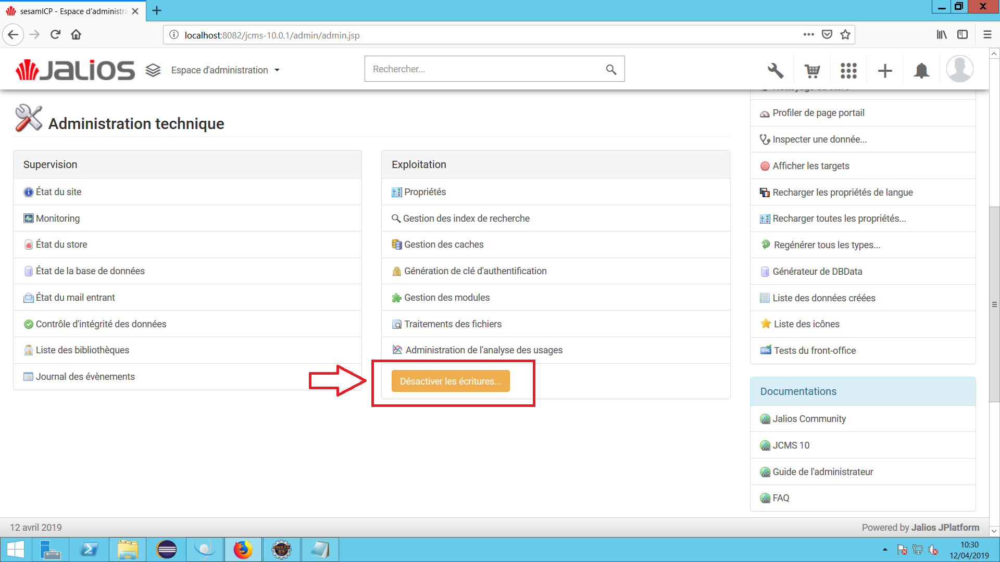 sesamICP - Espace d'administra
localhost:8082/jcms-10.0.1/admin/admin.jsp
JALIOS
Espace d'administration
Rechercher...
Administration technique
Supervision
État du site
Monitoring
État du store
État de la base de données
État du mail entrant
Contrôle d'intégrité des données
Liste des bibliothèques
Journal des évènements
Exploitation
Propriétés
Gestion des index de recherche
Gestion des caches
Génération de clé d'authentification
Gestion des modules
Traitements des fichiers
Administration de l'analyse des usages
Désactiver les écritures...
Profiler de page portail
Inspecter une donnée...
Afficher les targets
Recharger les propriétés de langue
Recharger toutes les propriétés...
Regénérer tous les types...
Générateur de DBData
Liste des données créées
Liste des icônes
Tests du front-office
Documentations
Jalios Community
JCMS 10
Guide de l'administrateur
FAQ
12 avril 2019
Powered by Jalios JPlatform
Java EE
IDE
10:30
12/04/2019